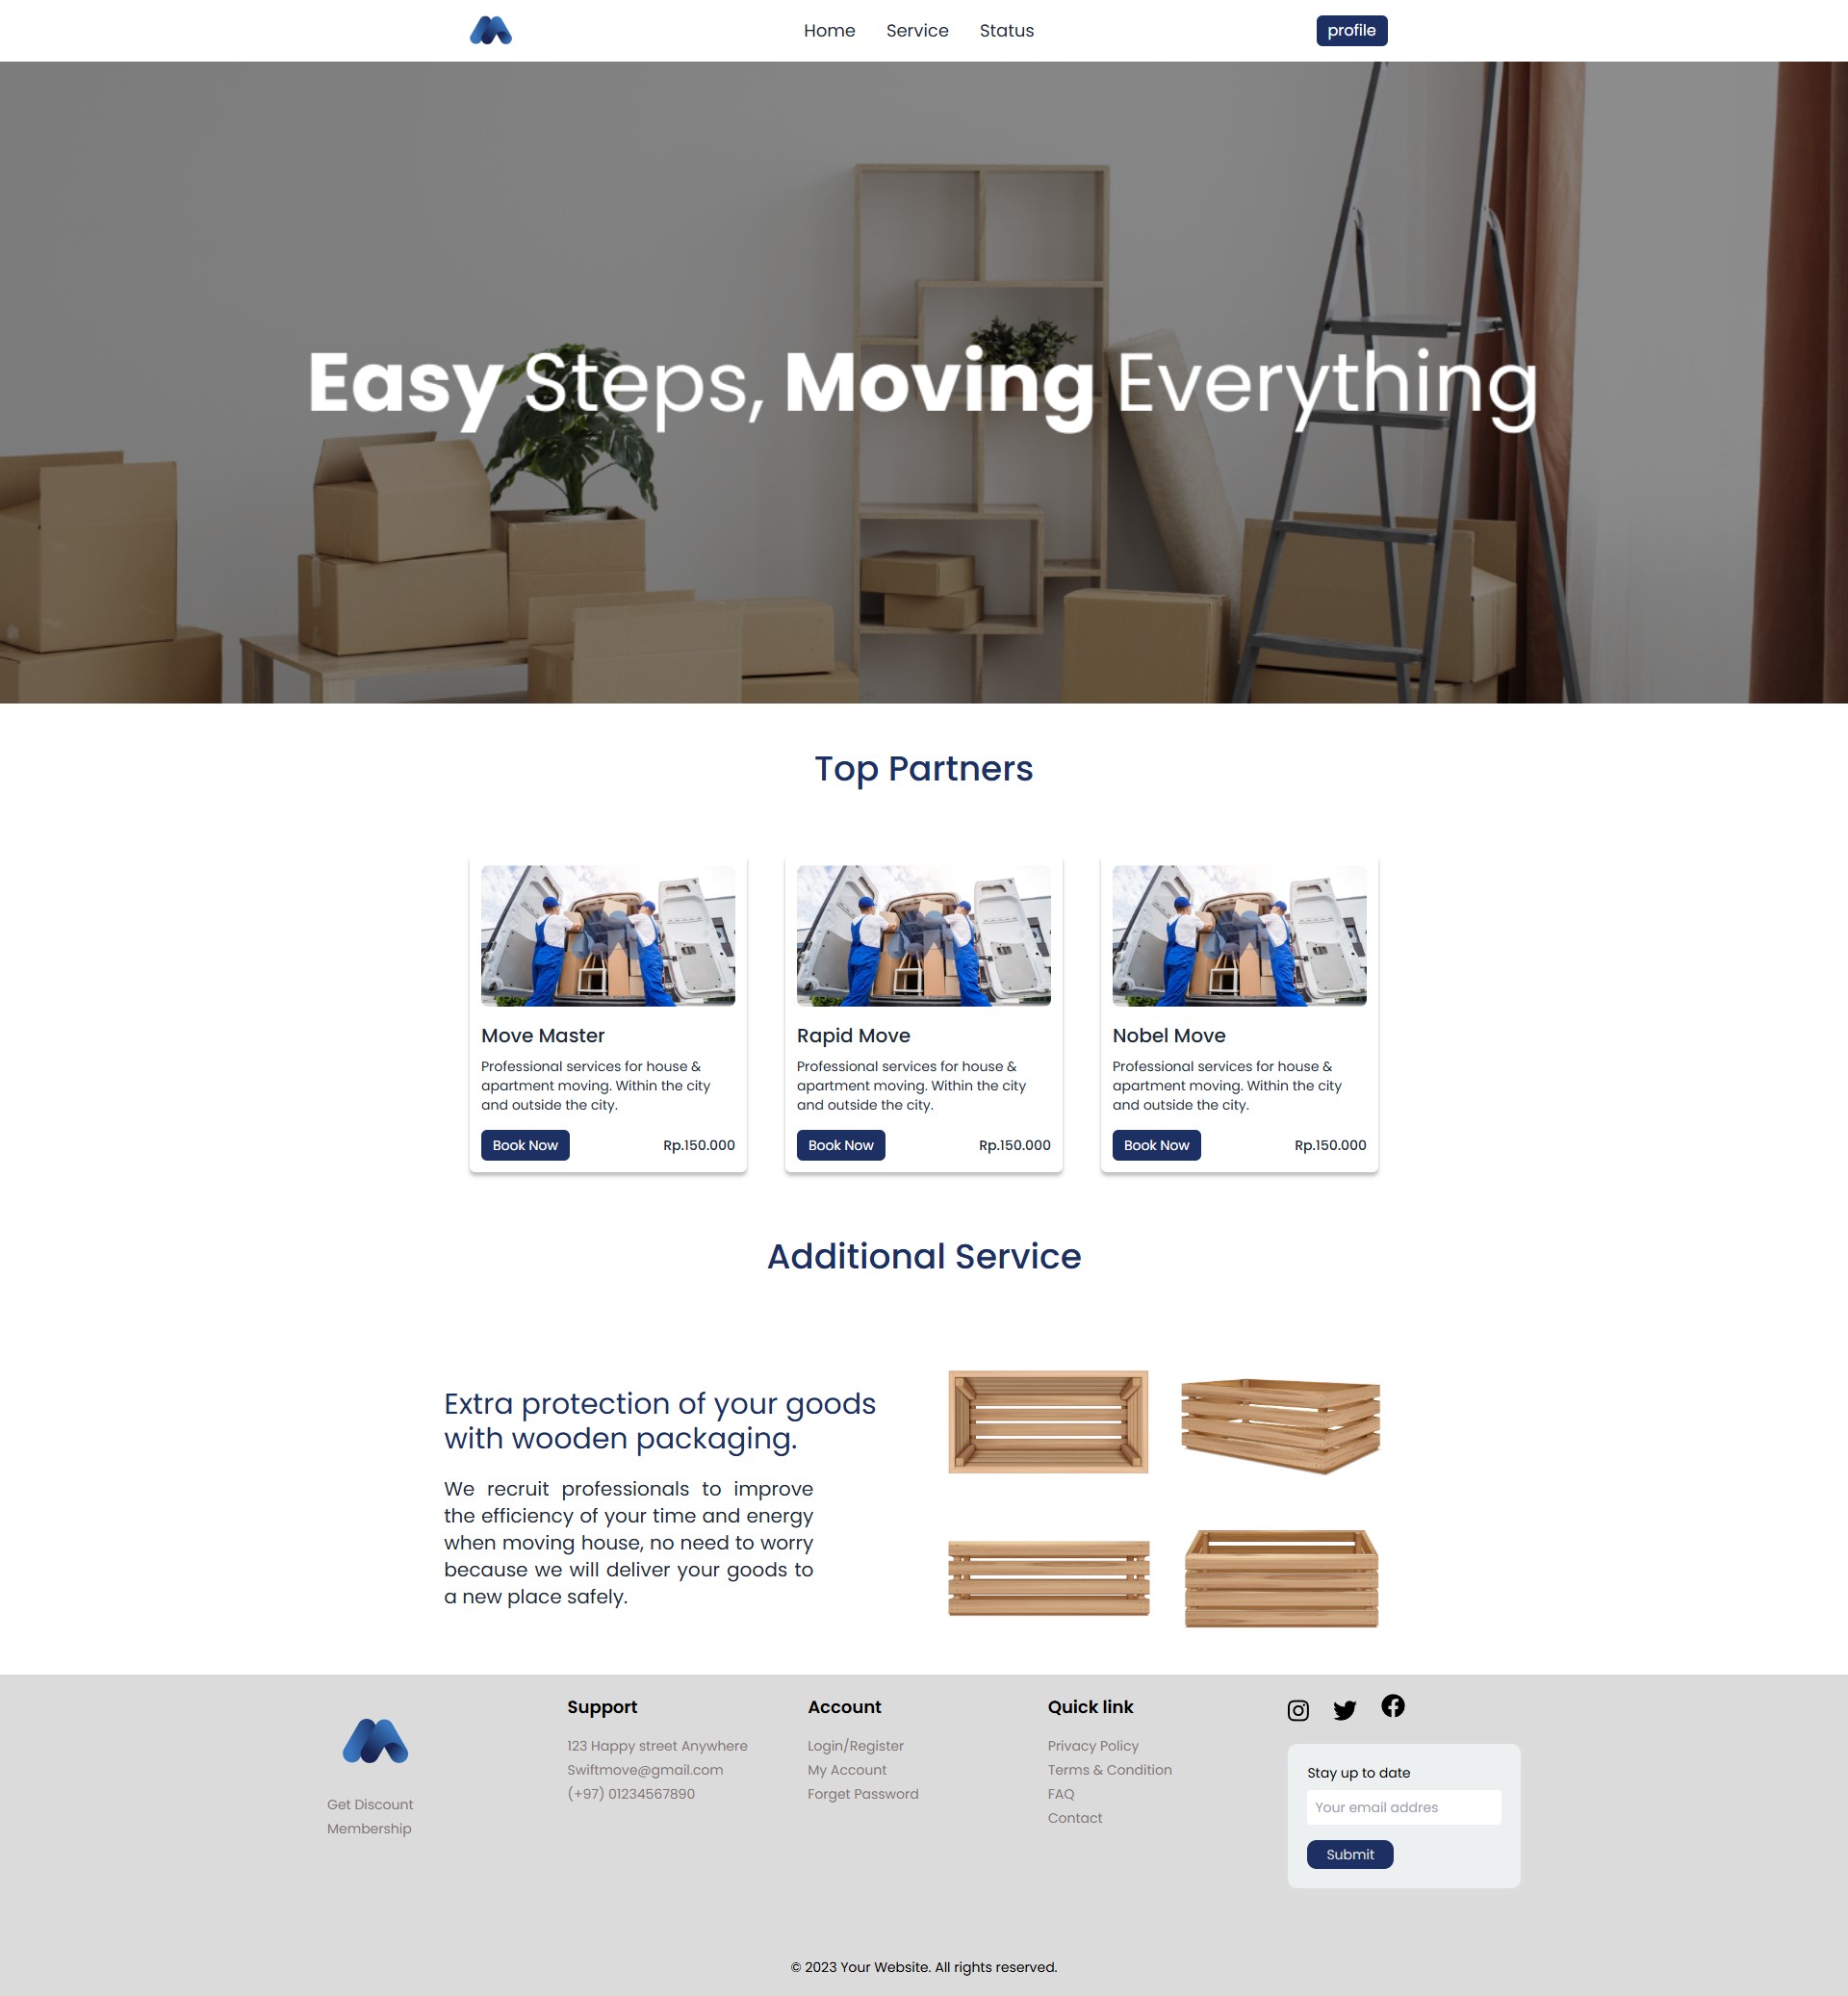 Home Service Status profile
Easy Steps, Moving Everything
Top Partners
Move Master
Professional services for house &
apartment moving. Within the city
and outside the city.
Book Now Rp.150.000
Rapid Move
Professional services for house &
apartment moving. Within the city
and outside the city.
Book Now Rp.150.000
Nobel Move
Professional services for house &
apartment moving. Within the city
and outside the city.
Book Now Rp.150.000
Additional Service
Extra protection of your goods
with wooden packaging.
We recruit professionals to improve
the efficiency of your time and energy
when moving house, no need to worry
because we will deliver your goods to
a new place safely.
Get Discount
Membership
Support
123 Happy street Anywhere
Swiftmove@gmail.com
(+97) 01234567890
Account
Login/Register
My Account
Forget Password
Quick link
Privacy Policy
Terms & Condition
FAQ
Contact
Stay up to date
Your email addres
Submit
© 2023 Your Website. All rights reserved.